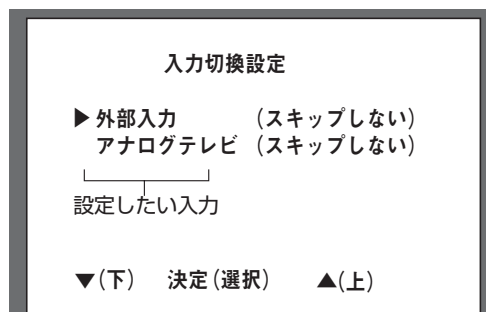 入力切換設定
▶外部入力 (スキップしない)
アナログテレビ (スキップしない)
設定したい入力
▼(下) 決定(選択) ▲(上)